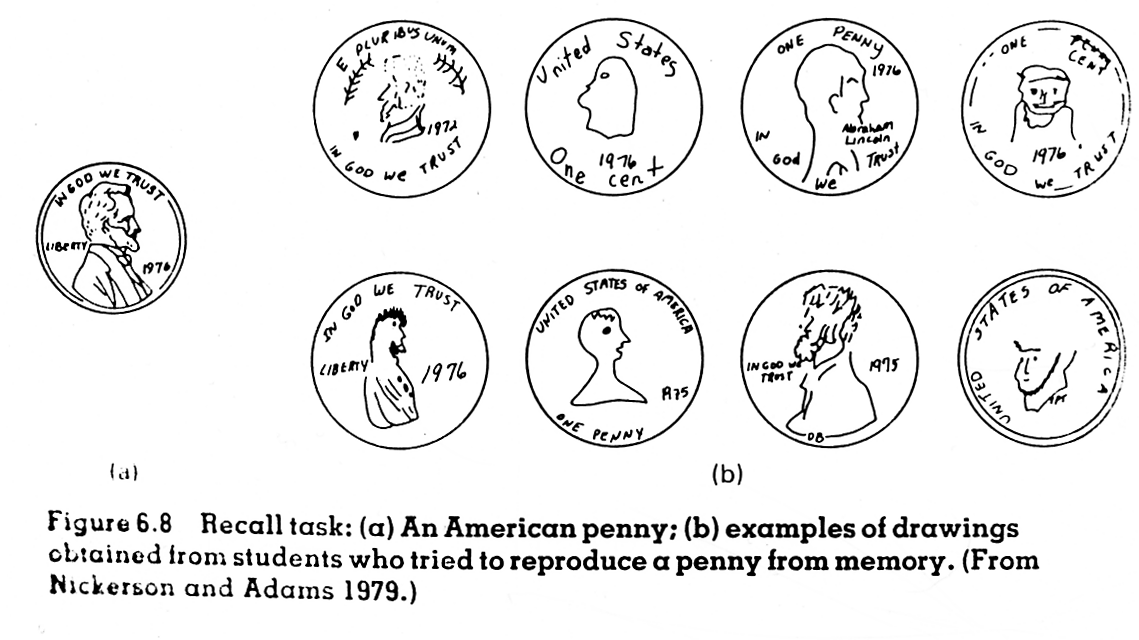 E PLURIBUS UNUM
1972
IN GOD WE TRUST
United States
1976
One cent
ONE PENNY
1976
Abraham
Lincoln
IN God We TRUST
ONE
CENT
IN GOD We TRUST
1976
IN GOD WE TRUST
LIBERTY
1976
IN GOD WE TRUST
LIBERTY
1976
UNITED STATES OF AMERICA
1975
ONE PENNY
IN GOD WE
TRUST
1975
DB
UNITED STATES OF AMERICA
(a)
(b)
Figure 6.8 Recall task: (a) An American penny; (b) examples of drawings
obtained from students who tried to reproduce a penny from memory. (From
Nickerson and Adams 1979.)